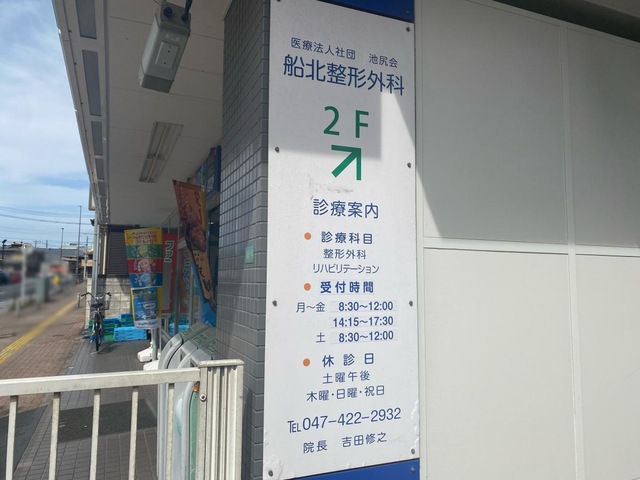 医療法人社団 池尻会
船北整形外科
2F
診療案内
診療科目
整形外科
リハビリテーション
受付時間
月～金 8:30～12:00
14:15～17:30
土 8:30～12:00
休診日
土曜午後
木曜・日曜・祝日
TEL 047-422-2932
院長 吉田修之